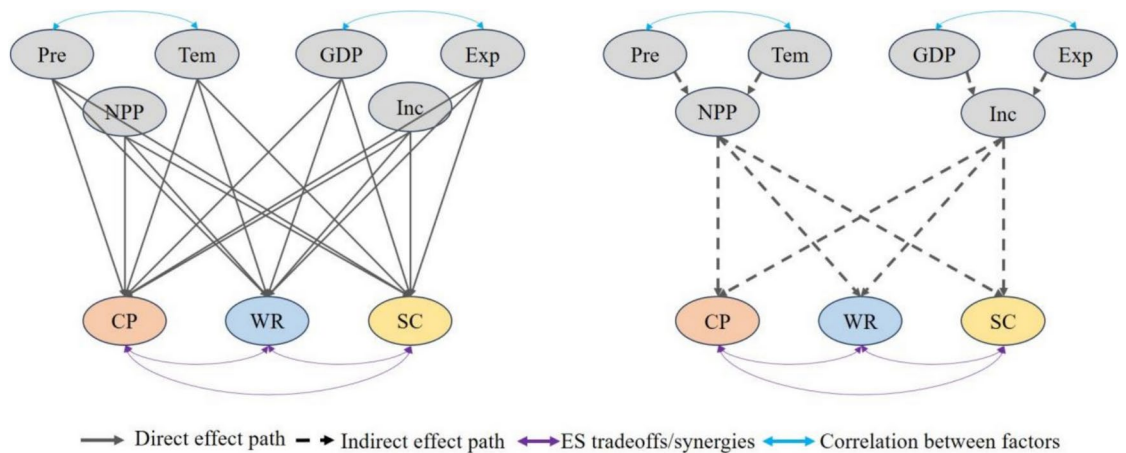 Pre Tem GDP Exp Pre Tem GDP Exp
NPP Inc NPP Inc
CP WR SC CP WR SC
Direct effect path Indirect effect path ES tradeoffs/synergies Correlation between factors